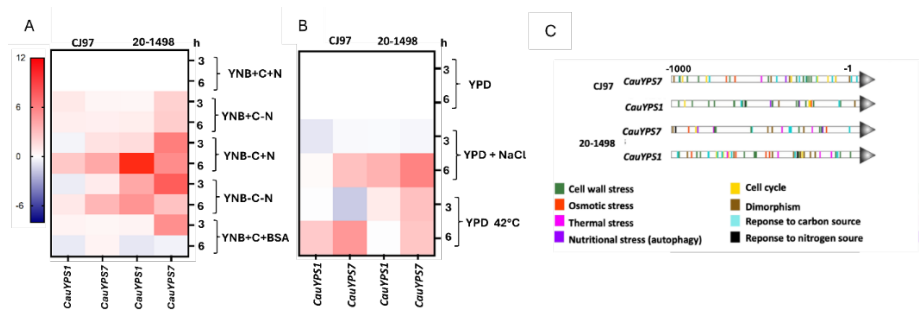 A
CJ97 20-1498 h
12
6
0
-6
3
6
YNB+C+N
3
6
YNB+C-N
3
6
YNB-C+N
3
6
YNB-C-N
3
6
YNB+C+BSA
CauYPS1
CauYPS7
CauYPS1
CauYPS7
B
CJ97 20-1498 h
3
6
YPD
3
6
YPD + NaCl
3
6
YPD 42°C
CauYPS1
CauYPS7
CauYPS1
CauYPS7
C
-1000 -1
CJ97
CauYPS7
CauYPS1
20-1498
CauYPS7
CauYPS1
Cell wall stress
Osmotic stress
Thermal stress
Nutritional stress (autophagy)
Cell cycle
Dimorphism
Reponse to carbon source
Reponse to nitrogen soure